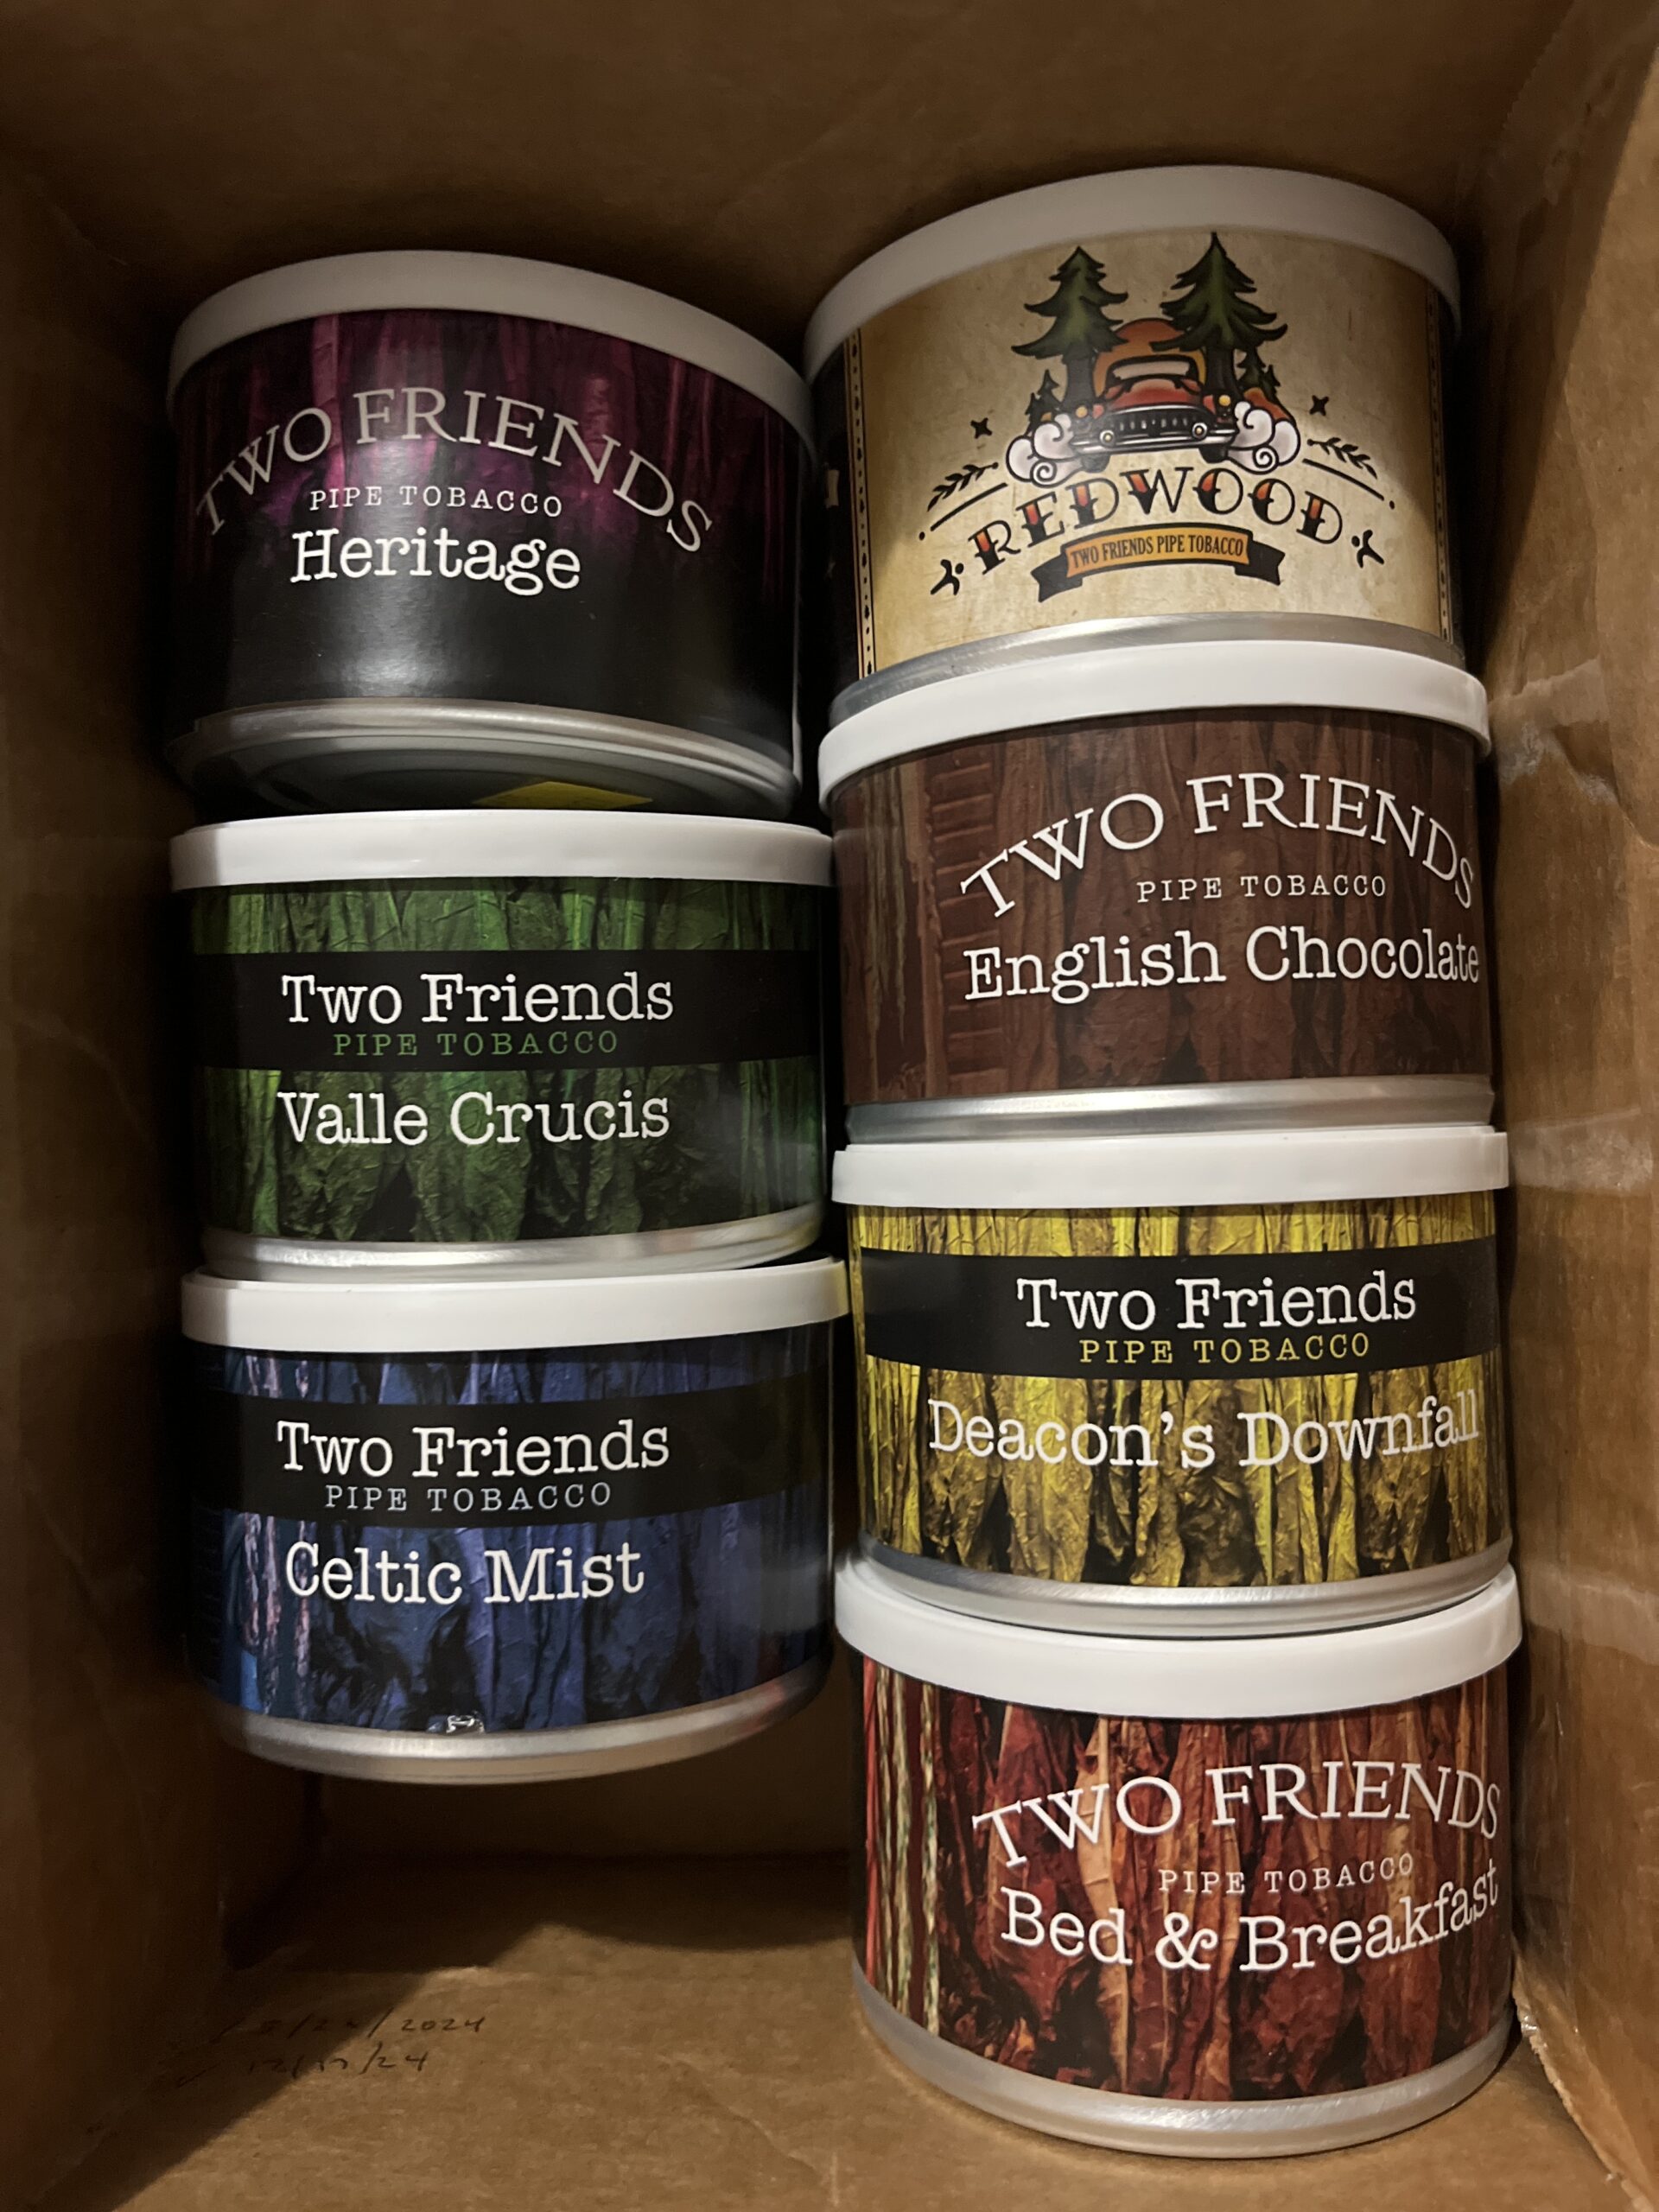 TWO FRIENDS
PIPE TOBACCO
Heritage
Two Friends
PIPE TOBACCO
Valle Crucis
Two Friends
PIPE TOBACCO
Celtic Mist
REDWOOD
TWO FRIENDS PIPE TOBACCO
TWO FRIENDS
PIPE TOBACCO
English Chocolate
Two Friends
PIPE TOBACCO
Deacon's Downfall
TWO FRIENDS
PIPE TOBACCO
Bed & Breakfast